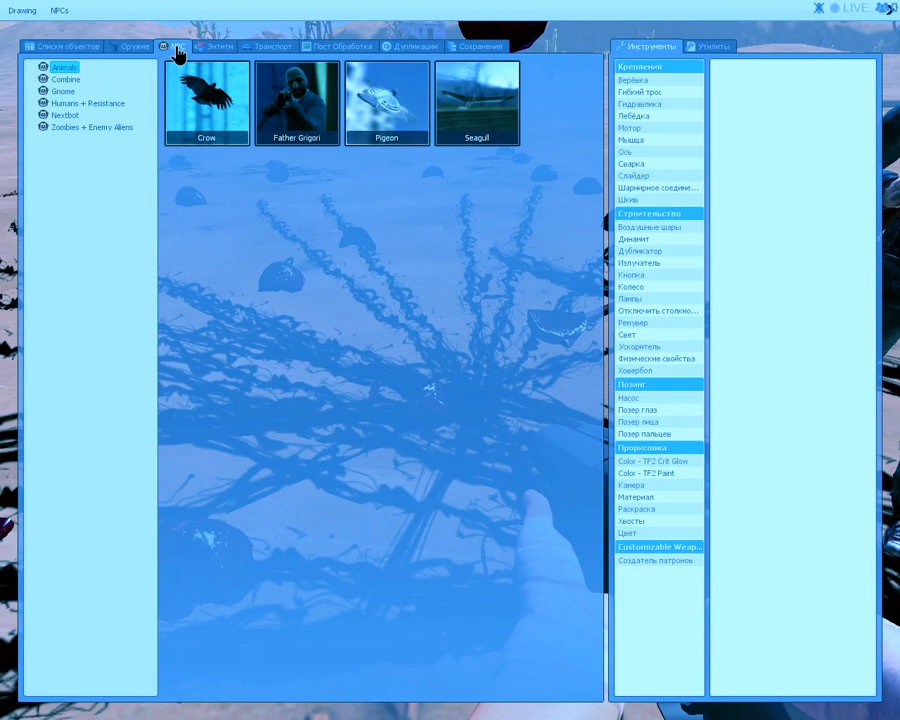 Drawing NPCs LIVE
Списки объектов Оружие Энтити Транспорт Пост Обработка Дупликации Сохранения Инструменты Утилиты
Animals
Combine
Gnome
Humans + Resistance
Nextbot
Zombies + Enemy Aliens
Crow Father Grigori Pigeon Seagull
Крепления
Верёвка
Гибкий трос
Гидравлика
Лебёдка
Мотор
Мышца
Ось
Сварка
Слайдер
Шарнирное соедине...
Шкив
Строительство
Воздушные шары
Динамит
Дубликатор
Излучатель
Кнопка
Колесо
Лампы
Отключить столкно...
Ремувер
Свет
Ускоритель
Физические свойства
Ховербол
Позинг
Насос
Позер глаз
Позер лица
Позер пальцев
Прорисовка
Color - TF2 Crit Glow
Color - TF2 Paint
Камера
Материал
Раскраска
Хвосты
Цвет
Customizable Weap...
Создатель патронов